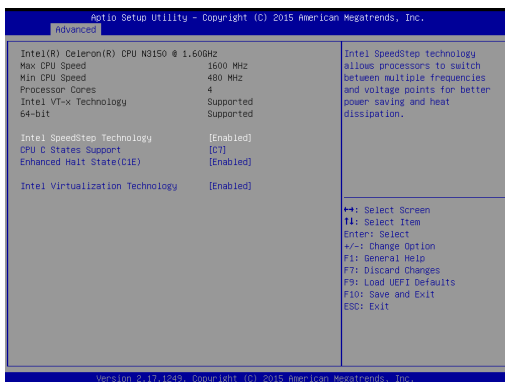 Aptio Setup Utility – Copyright (C) 2015 American Megatrends, Inc.
Advanced
Intel(R) Celeron(R) CPU N3150 @ 1.60GHz
Max CPU Speed 1600 MHz
Min CPU Speed 480 MHz
Processor Cores 4
Intel VT-x Technology Supported
64-bit Supported
Intel SpeedStep Technology [Enabled]
CPU C States Support [C7]
Enhanced Halt State(C1E) [Enabled]
Intel Virtualization Technology [Enabled]
Intel SpeedStep technology
allows processors to switch
between multiple frequencies
and voltage points for better
power saving and heat
dissipation.
↔: Select Screen
↑↓: Select Item
Enter: Select
+/-: Change Option
F1: General Help
F7: Discard Changes
F9: Load UEFI Defaults
F10: Save and Exit
ESC: Exit
Version 2.17.1249. Copyright (C) 2015 American Megatrends, Inc.